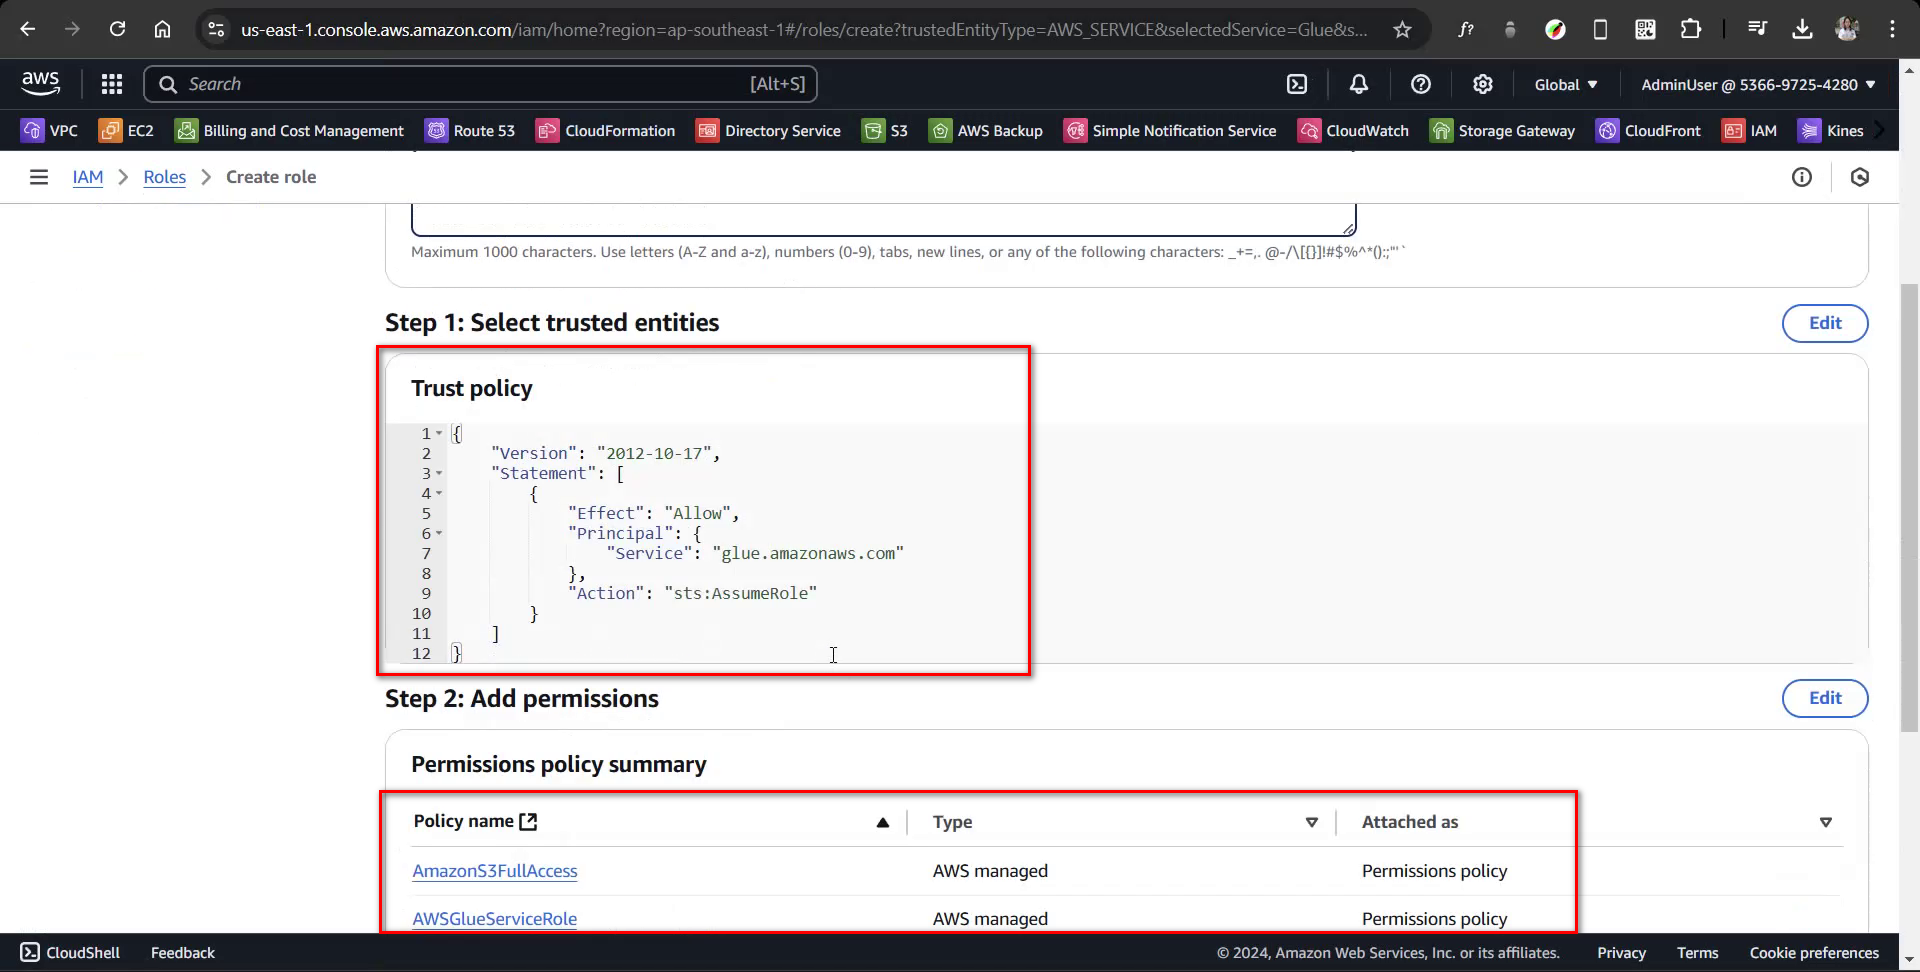 us-east-1.console.aws.amazon.com/iam/home?region=ap-southeast-1#/roles/create?trustedEntityType=AWS_SERVICE&selectedService=Glue&s...
f?
aws
Search
[Alt+S]
Global
AdminUser @ 5366-9725-4280
VPC
EC2
Billing and Cost Management
Route 53
CloudFormation
Directory Service
S3
AWS Backup
Simple Notification Service
CloudWatch
Storage Gateway
CloudFront
IAM
Kines
IAM > Roles > Create role
Maximum 1000 characters. Use letters (A-Z and a-z), numbers (0-9), tabs, new lines, or any of the following characters: _+=,. @-/\[{}]!#$%^*();:"'`
Step 1: Select trusted entities
Edit
Trust policy
1 {
2 "Version": "2012-10-17",
3 "Statement": [
4 {
5 "Effect": "Allow",
6 "Principal": {
7 "Service": "glue.amazonaws.com"
8 },
9 "Action": "sts:AssumeRole"
10 }
11 ]
12 }
Step 2: Add permissions
Edit
Permissions policy summary
Policy name
Type
Attached as
AmazonS3FullAccess
AWS managed
Permissions policy
AWSGlueServiceRole
AWS managed
Permissions policy
CloudShell
Feedback
© 2024, Amazon Web Services, Inc. or its affiliates.
Privacy
Terms
Cookie preferences